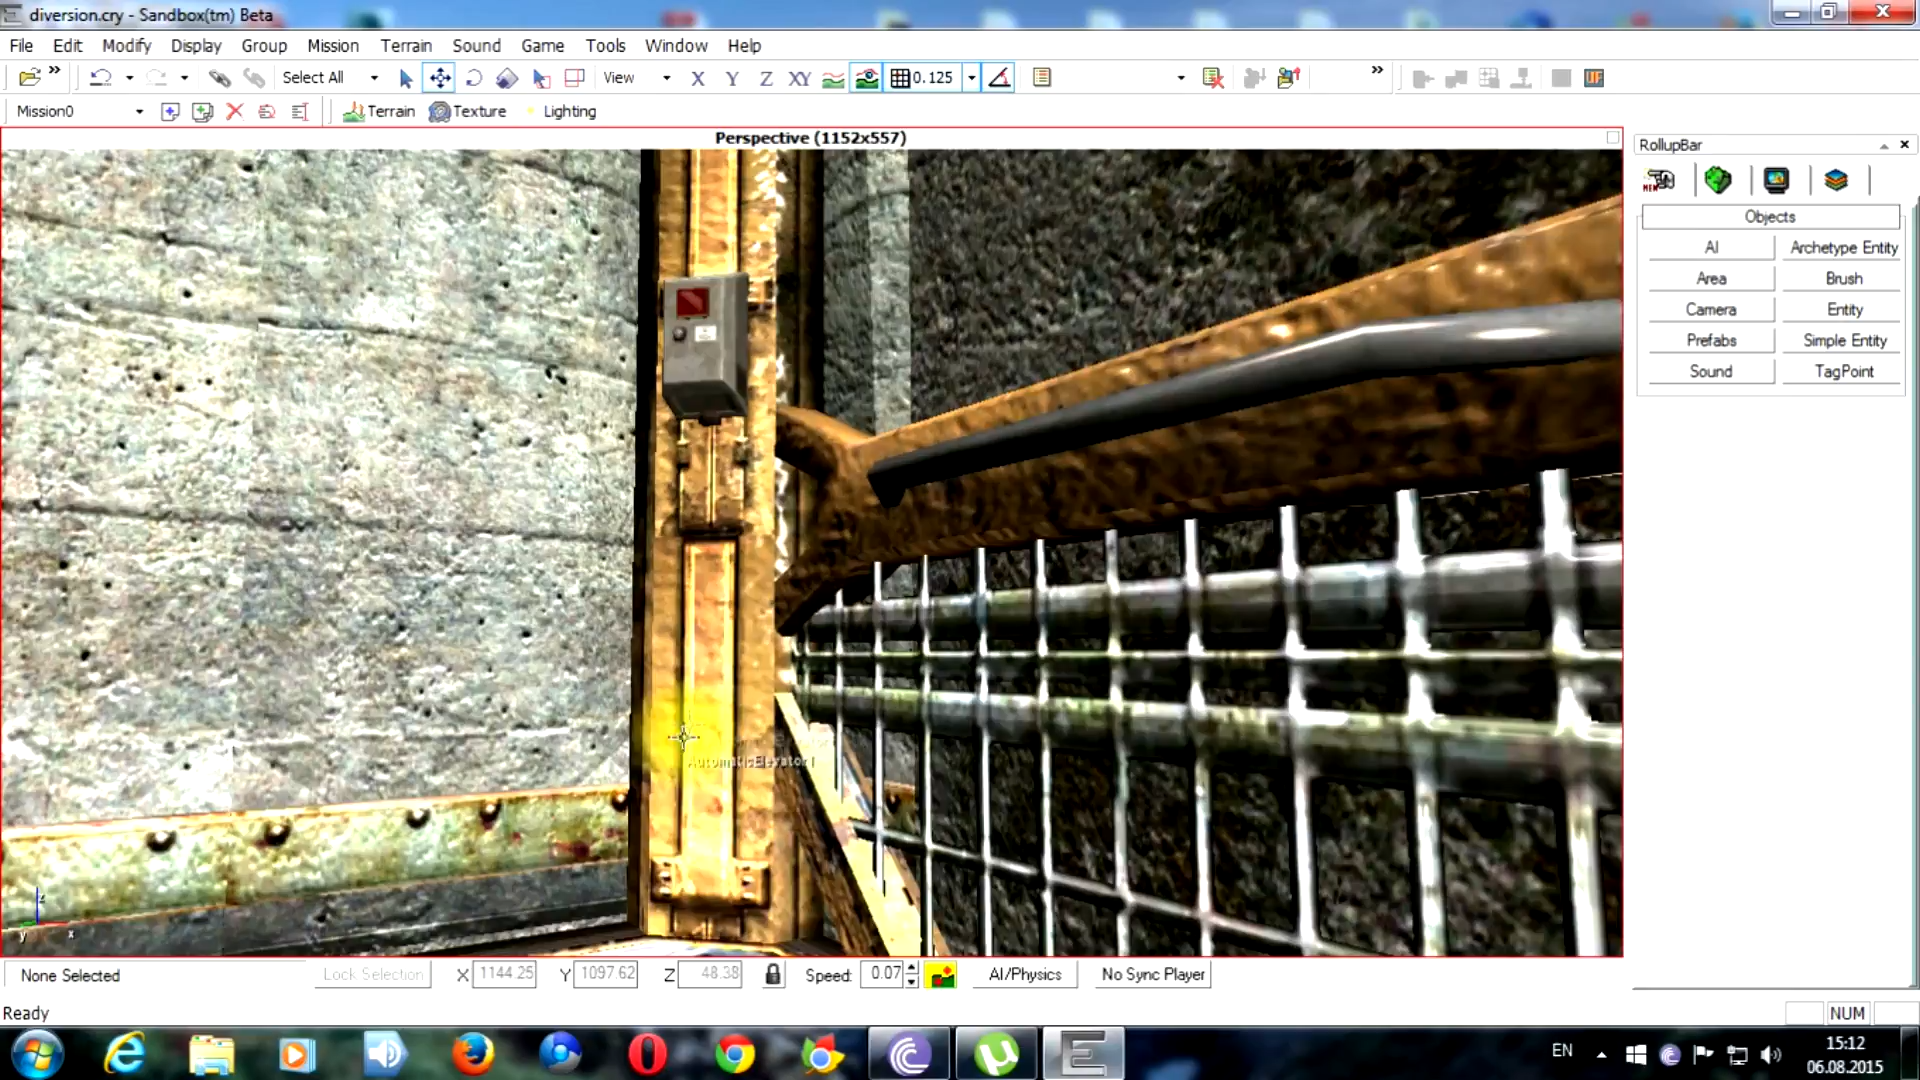 diversion.cry - Sandbox(tm) Beta
File Edit Modify Display Group Mission Terrain Sound Game Tools Window Help
Select All View X Y Z XY 0.125
Mission0 Terrain Texture Lighting
Perspective (1152x557)
RollupBar
Objects
AI Archetype Entity
Area Brush
Camera Entity
Prefabs Simple Entity
Sound TagPoint
AutomaticElevator1
z
y x
None Selected Lock Selection X 1144.25 Y 1097.62 Z 48.38 Speed: 0.07 AI/Physics No Sync Player
Ready NUM
EN 15:12
06.08.2015